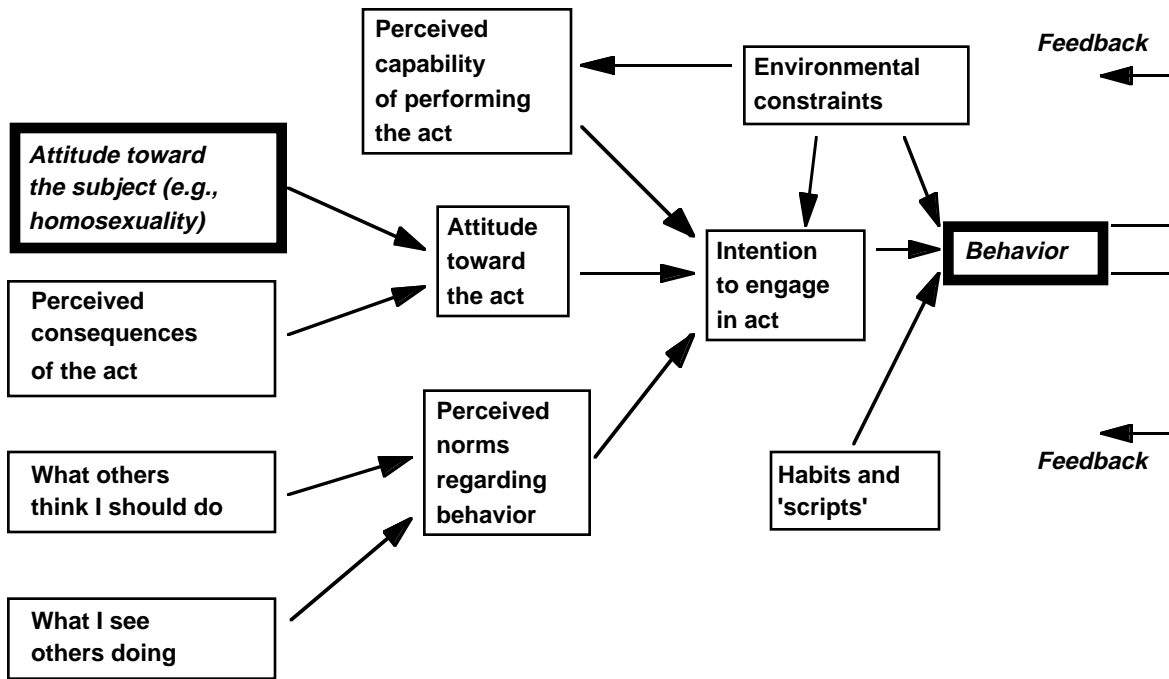 Perceived
capability
of performing
the act
Environmental
constraints
Feedback
Attitude toward
the subject (e.g.,
homosexuality)
Attitude
toward
the act
Intention
to engage
in act
Behavior
Perceived
consequences
of the act
Perceived
norms
regarding
behavior
What others
think I should do
Habits and
'scripts'
Feedback
What I see
others doing